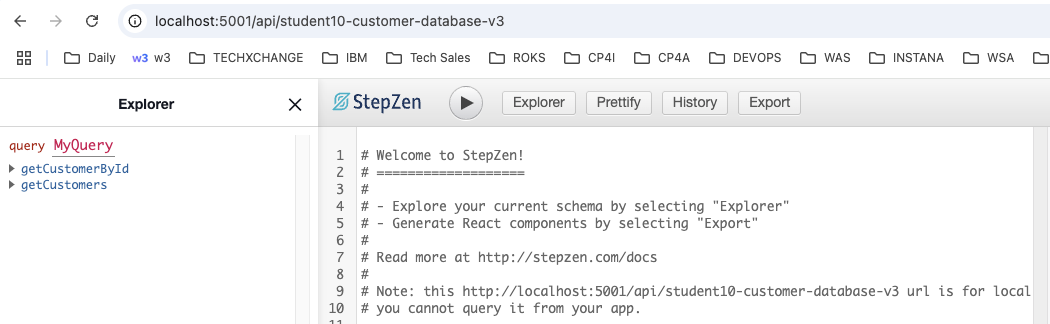 localhost:5001/api/student10-customer-database-v3
Daily w3 w3 TECHXCHANGE IBM Tech Sales ROKS CP4I CP4A DEVOPS WAS INSTANA WSA
Explorer
query MyQuery
getCustomerById
getCustomers
StepZen Explorer Prettify History Export
1 # Welcome to StepZen!
2 # ===================
3 #
4 # - Explore your current schema by selecting "Explorer"
5 # - Generate React components by selecting "Export"
6 #
7 # Read more at http://stepzen.com/docs
8 #
9 # Note: this http://localhost:5001/api/student10-customer-database-v3 url is for local
10 # you cannot query it from your app.